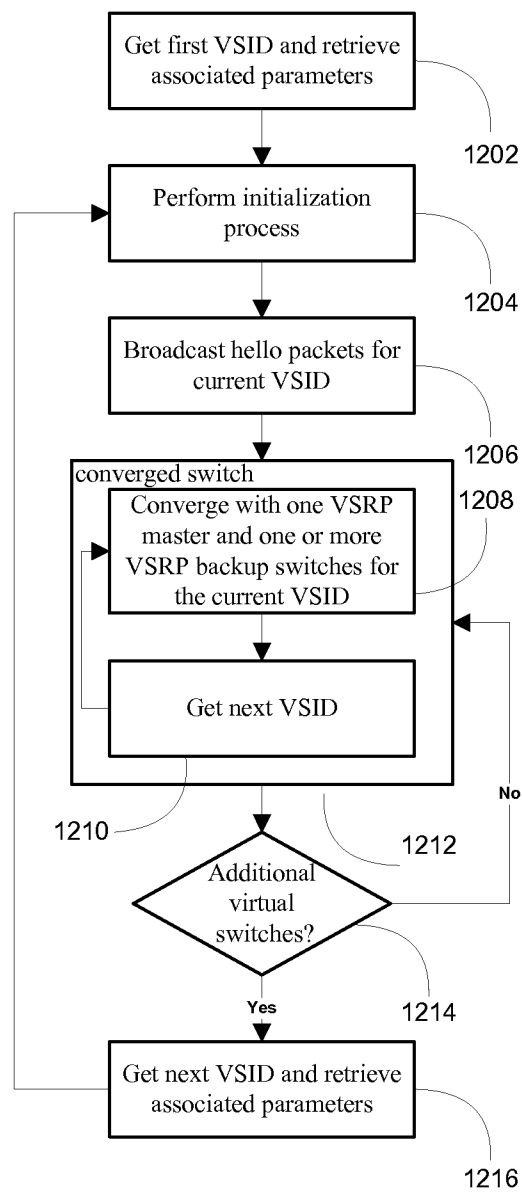 Get first VSID and retrieve
associated parameters
1202
Perform initialization
process
1204
Broadcast hello packets for
current VSID
1206
converged switch
1208
Converge with one VSRP
master and one or more
VSRP backup switches for
the current VSID
Get next VSID
No
1210
1212
Additional
virtual
switches?
1214
Yes
Get next VSID and retrieve
associated parameters
1216